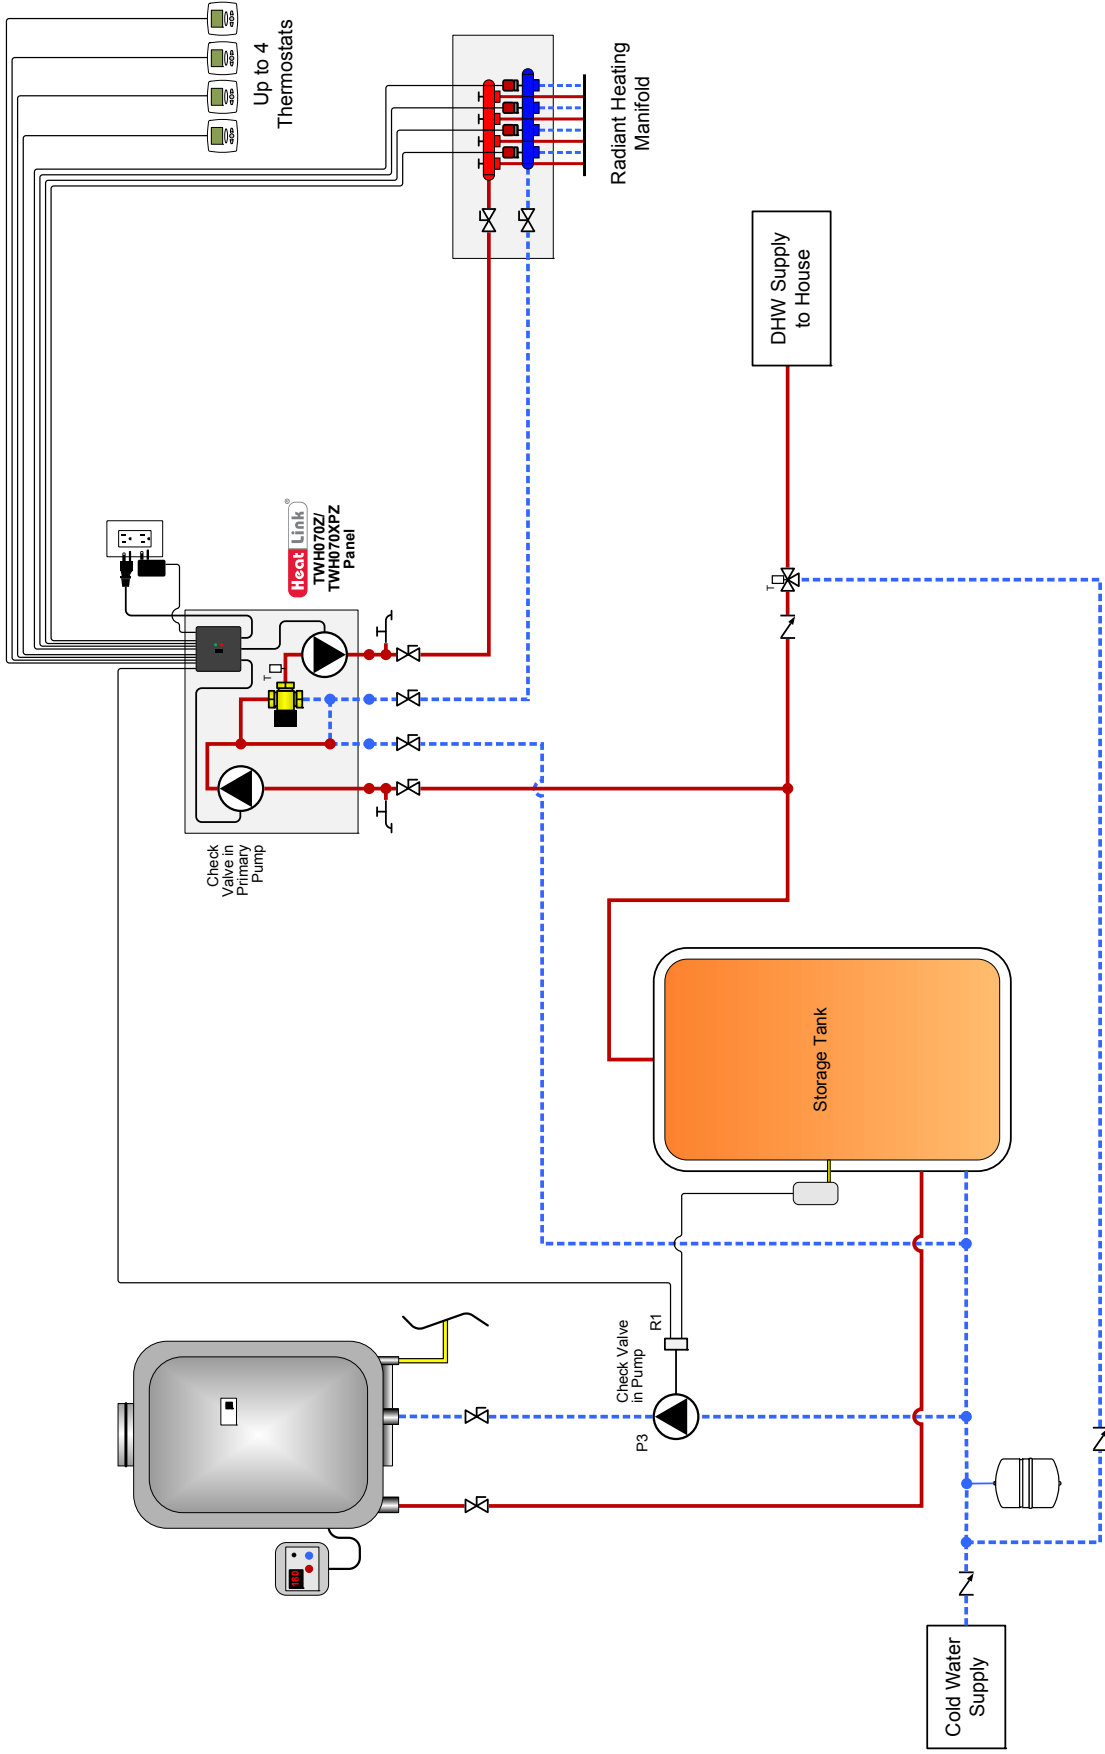 Up to 4
Thermostats
Radiant Heating
Manifold
Heat Link®
TWH070Z/
TWH070XPZ
Panel
T
Check
Valve in
Primary
Pump
DHW Supply
to House
T
Storage Tank
R1
Check Valve
in Pump
P3
180
Cold Water
Supply